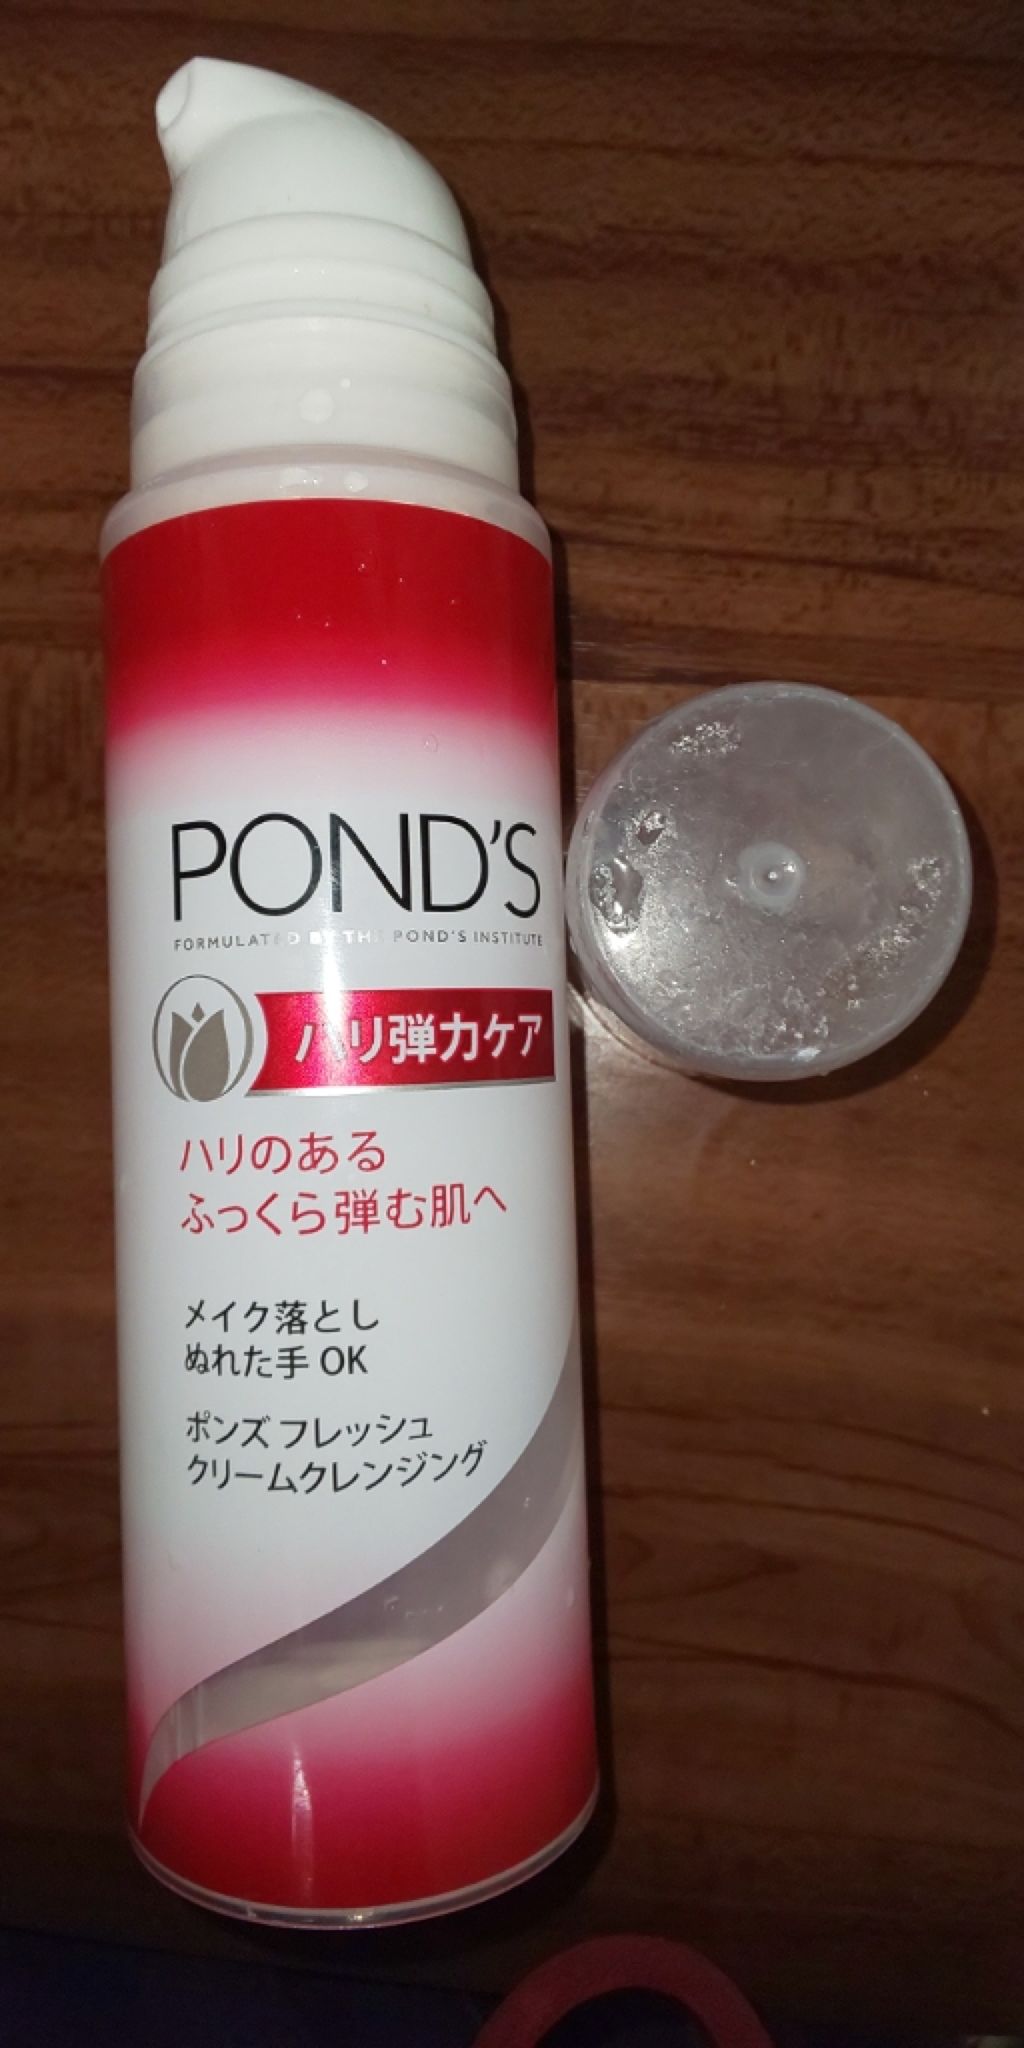 POND'S
FORMULATED BY THE POND'S INSTITUTE
ハリ弾力ケア
ハリのある
ふっくら弾む肌へ
メイク落とし
ぬれた手 OK
ポンズ フレッシュ
クリームクレンジング